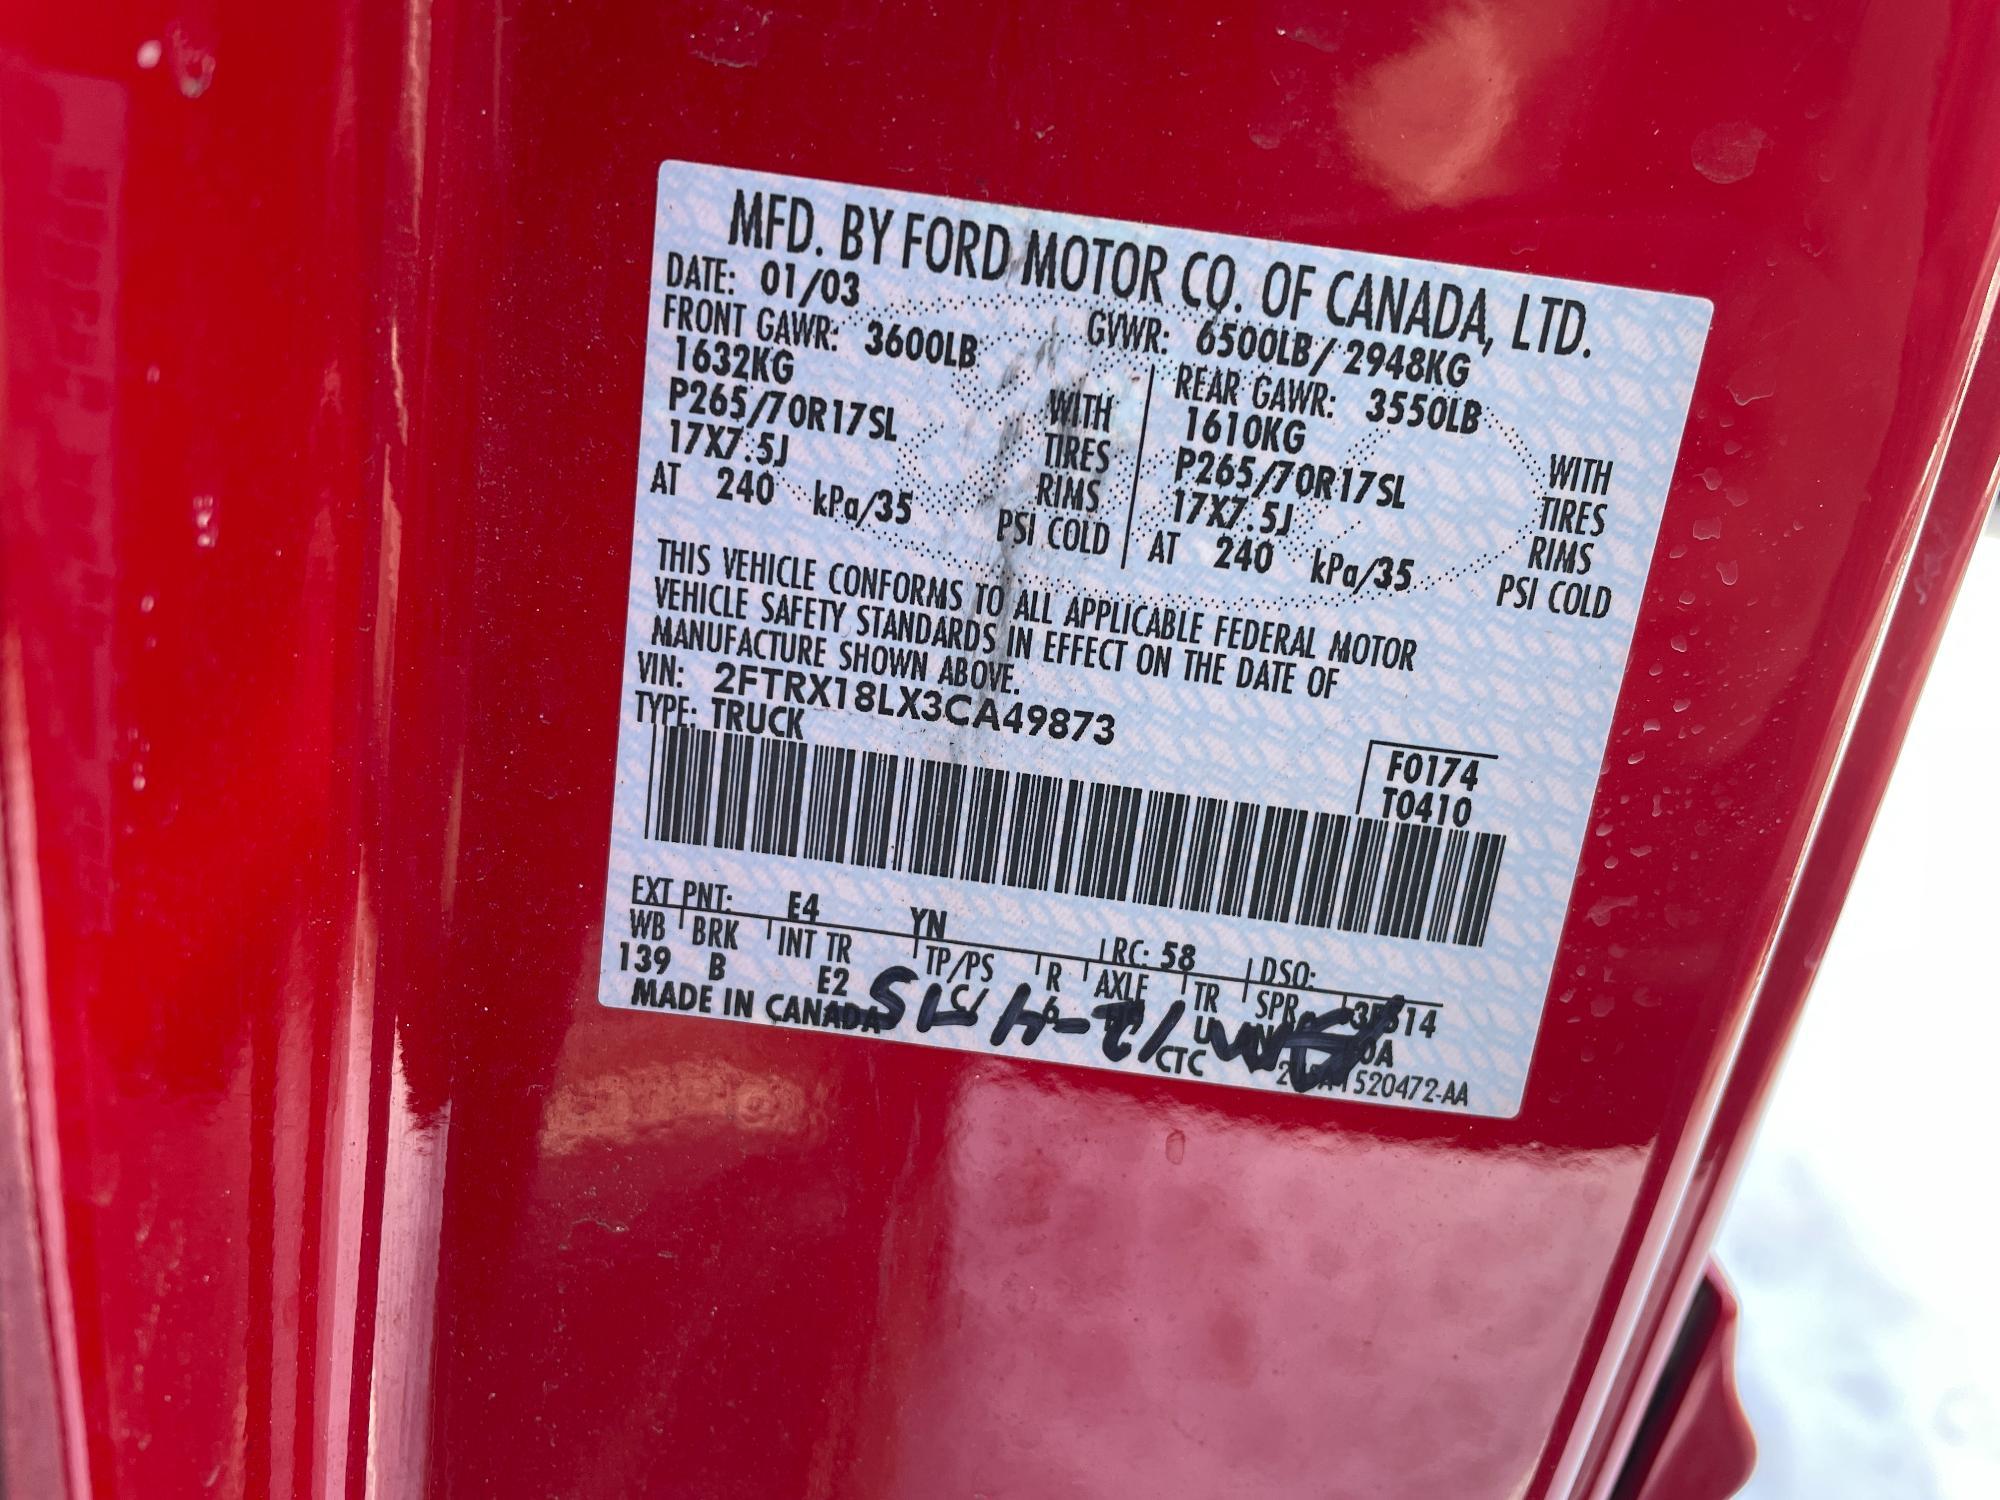 MFD. BY FORD MOTOR CO. OF CANADA, LTD.
DATE: 01/03 GVWR: 6500LB/2948KG
FRONT GAWR: 3600LB REAR GAWR: 3550LB
1632KG WITH 1610KG WITH
P265/70R17SL TIRES P265/70R17SL TIRES
17X7.5J RIMS 17X7.5J RIMS
AT 240 kPa/35 PSI COLD AT 240 kPa/35 PSI COLD
THIS VEHICLE CONFORMS TO ALL APPLICABLE FEDERAL MOTOR
VEHICLE SAFETY STANDARDS IN EFFECT ON THE DATE OF
MANUFACTURE SHOWN ABOVE.
VIN: 2FTRX18LX3CA49873
TYPE: TRUCK
F0174
T0410
EXT PNT: E4 YN RC: 58 DSO:
WB BRK INT TR TP/PS R AXLE TR SPR
139 B E2 6 U
MADE IN CANADA CTC 520472-AA